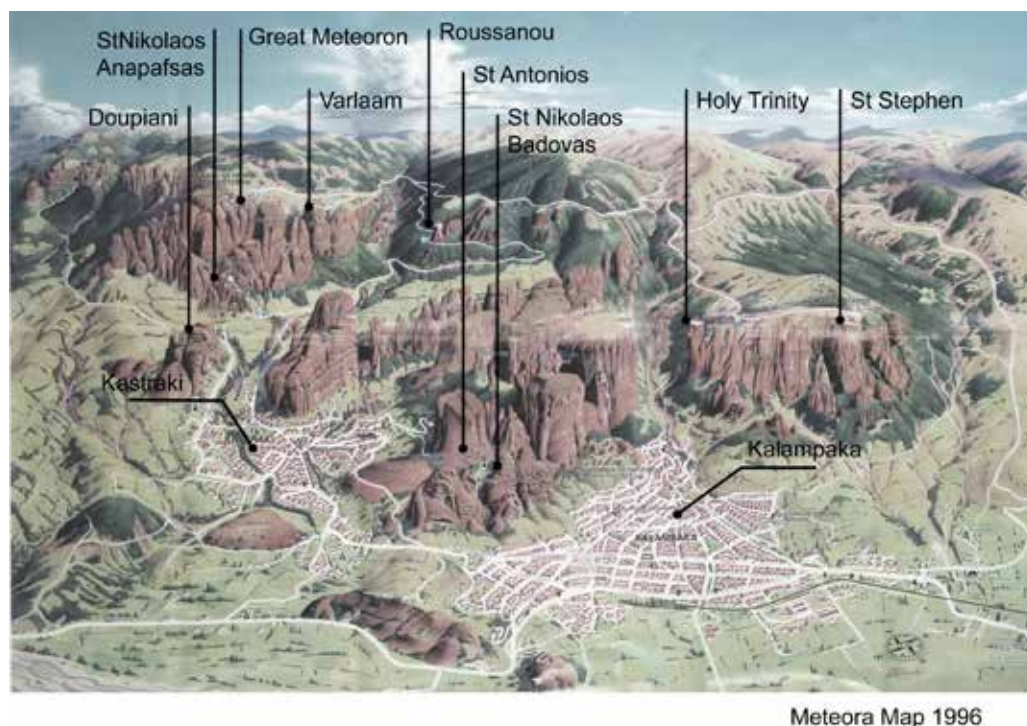 StNikolaos
Anapafsas
Great Meteoron
Roussanou
St Antonios
Doupiani
Varlaam
St Nikolaos
Badovas
Holy Trinity
St Stephen
Kastraki
Kalampaka
Meteora Map 1996